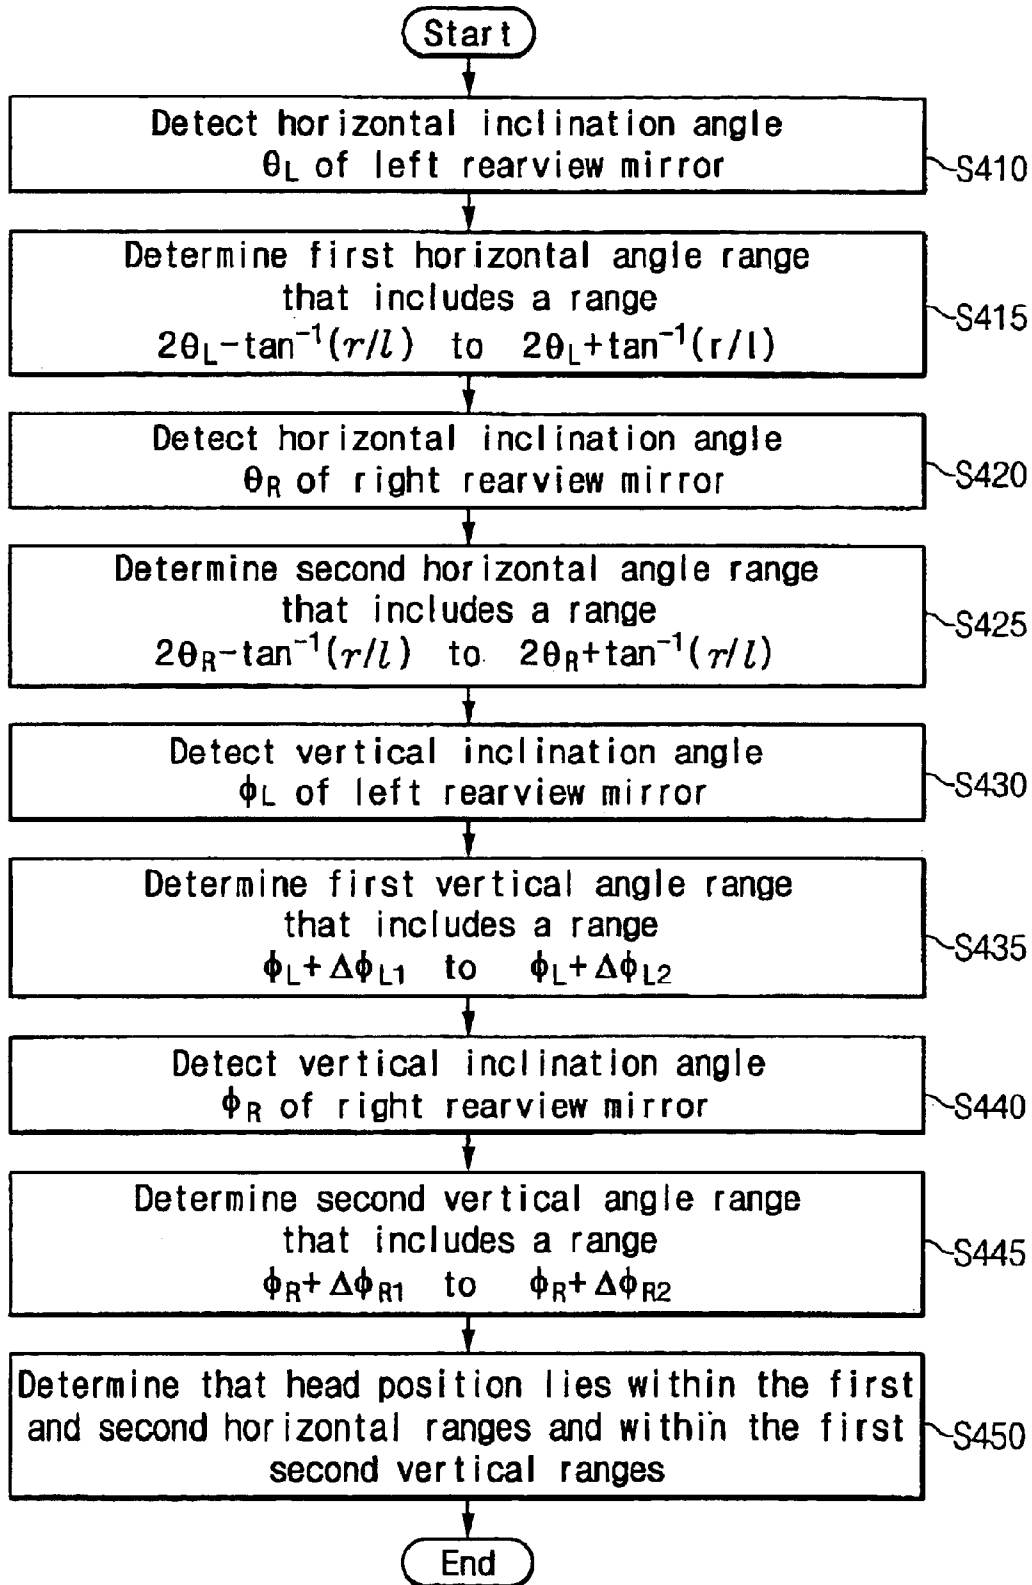 Start
Detect horizontal inclination angle
θL of left rearview mirror
S410
Determine first horizontal angle range
that includes a range
2θL−tan⁻¹(r/l) to 2θL+tan⁻¹(r/l)
S415
Detect horizontal inclination angle
θR of right rearview mirror
S420
Determine second horizontal angle range
that includes a range
2θR−tan⁻¹(r/l) to 2θR+tan⁻¹(r/l)
S425
Detect vertical inclination angle
ϕL of left rearview mirror
S430
Determine first vertical angle range
that includes a range
ϕL+ΔϕL1 to ϕL+ΔϕL2
S435
Detect vertical inclination angle
ϕR of right rearview mirror
S440
Determine second vertical angle range
that includes a range
ϕR+ΔϕR1 to ϕR+ΔϕR2
S445
Determine that head position lies within the first
and second horizontal ranges and within the first
second vertical ranges
S450
End